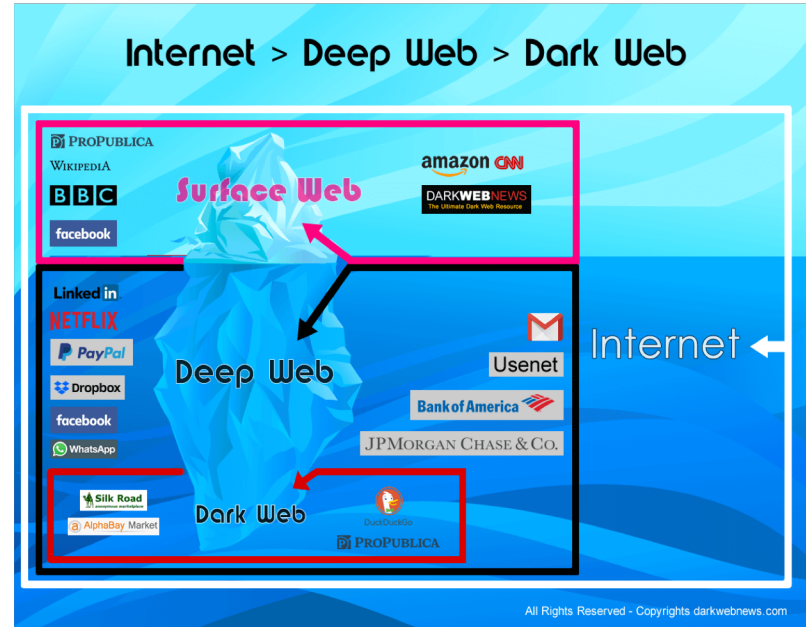 Internet > Deep Web > Dark Web
PROPUBLICA
WIKIPEDIA
BBC
facebook
Surface Web
amazon CNN
DARKWEBNEWS
The Ultimate Dark Web Resource
Linked in
NETFLIX
PayPal
Dropbox
facebook
WhatsApp
Deep Web
Usenet
Bank of America
JPMORGAN CHASE & CO.
Internet
Silk Road
anonymous marketplace
AlphaBay Market
Dark Web
DuckDuckGo
PROPUBLICA
All Rights Reserved - Copyrights darkwebnews.com